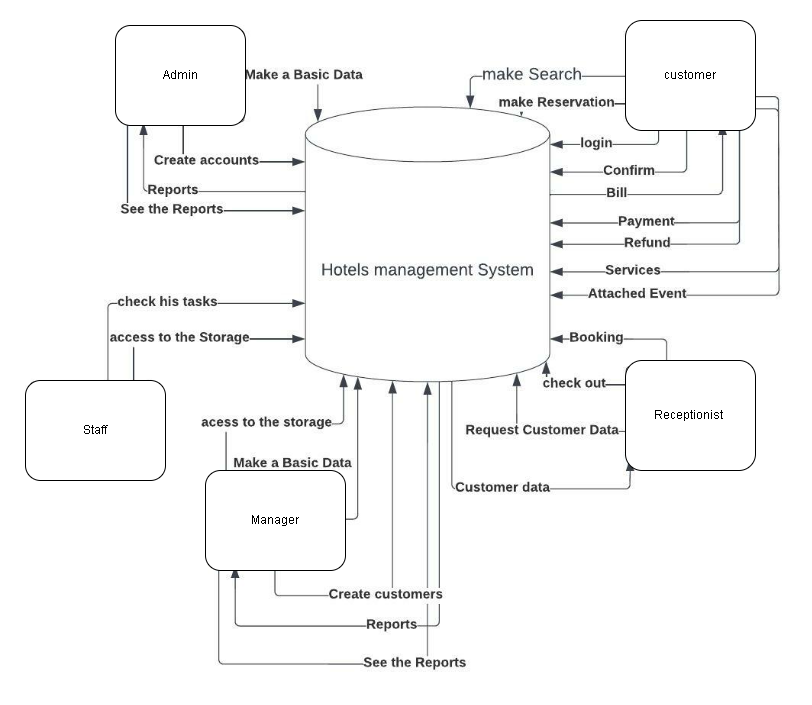 Admin
Make a Basic Data
make Search
customer
make Reservation
login
Create accounts
Confirm
Reports
Bill
See the Reports
Payment
Refund
Hotels management System
Services
Attached Event
check his tasks
access to the Storage
Booking
check out
Receptionist
Staff
acess to the storage
Request Customer Data
Make a Basic Data
Customer data
Manager
Create customers
Reports
See the Reports